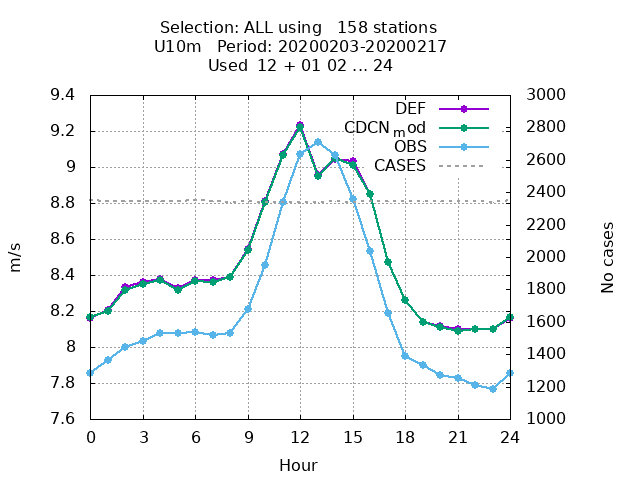 Selection: ALL using   158 stations
U10m   Period: 20200203-20200217
Used  12 + 01 02 ... 24
DEF
CDCN_mod
OBS
CASES
9.4
9.2
9
8.8
8.6
8.4
8.2
8
7.8
7.6
m/s
3000
2800
2600
2400
2200
2000
1800
1600
1400
1200
1000
No cases
0 3 6 9 12 15 18 21 24
Hour